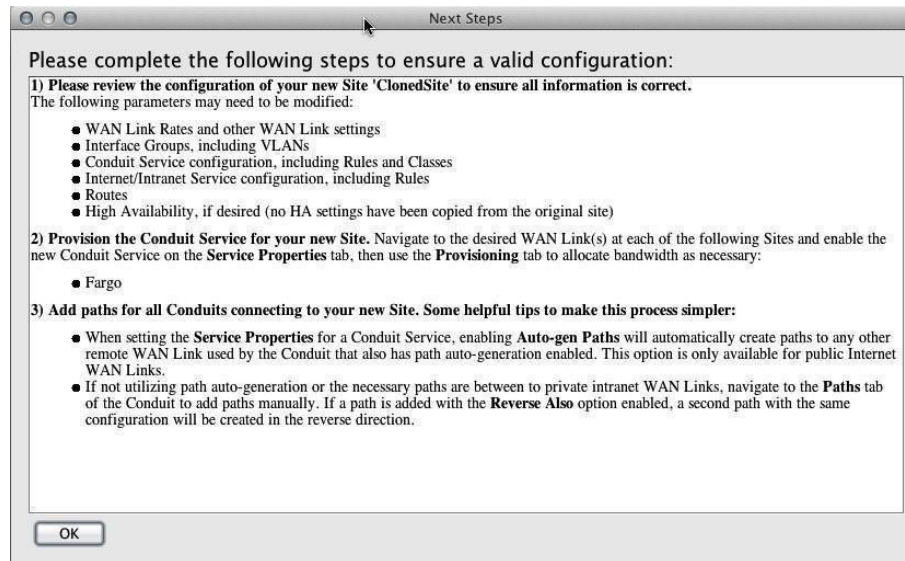 Next Steps
Please complete the following steps to ensure a valid configuration:
1) Please review the configuration of your new Site 'ClonedSite' to ensure all information is correct.
The following parameters may need to be modified:
● WAN Link Rates and other WAN Link settings
● Interface Groups, including VLANs
● Conduit Service configuration, including Rules and Classes
● Internet/Intranet Service configuration, including Rules
● Routes
● High Availability, if desired (no HA settings have been copied from the original site)
2) Provision the Conduit Service for your new Site. Navigate to the desired WAN Link(s) at each of the following Sites and enable the
new Conduit Service on the Service Properties tab, then use the Provisioning tab to allocate bandwidth as necessary:
● Fargo
3) Add paths for all Conduits connecting to your new Site. Some helpful tips to make this process simpler:
● When setting the Service Properties for a Conduit Service, enabling Auto-gen Paths will automatically create paths to any other
remote WAN Link used by the Conduit that also has path auto-generation enabled. This option is only available for public Internet
WAN Links.
● If not utilizing path auto-generation or the necessary paths are between to private intranet WAN Links, navigate to the Paths tab
of the Conduit to add paths manually. If a path is added with the Reverse Also option enabled, a second path with the same
configuration will be created in the reverse direction.
OK